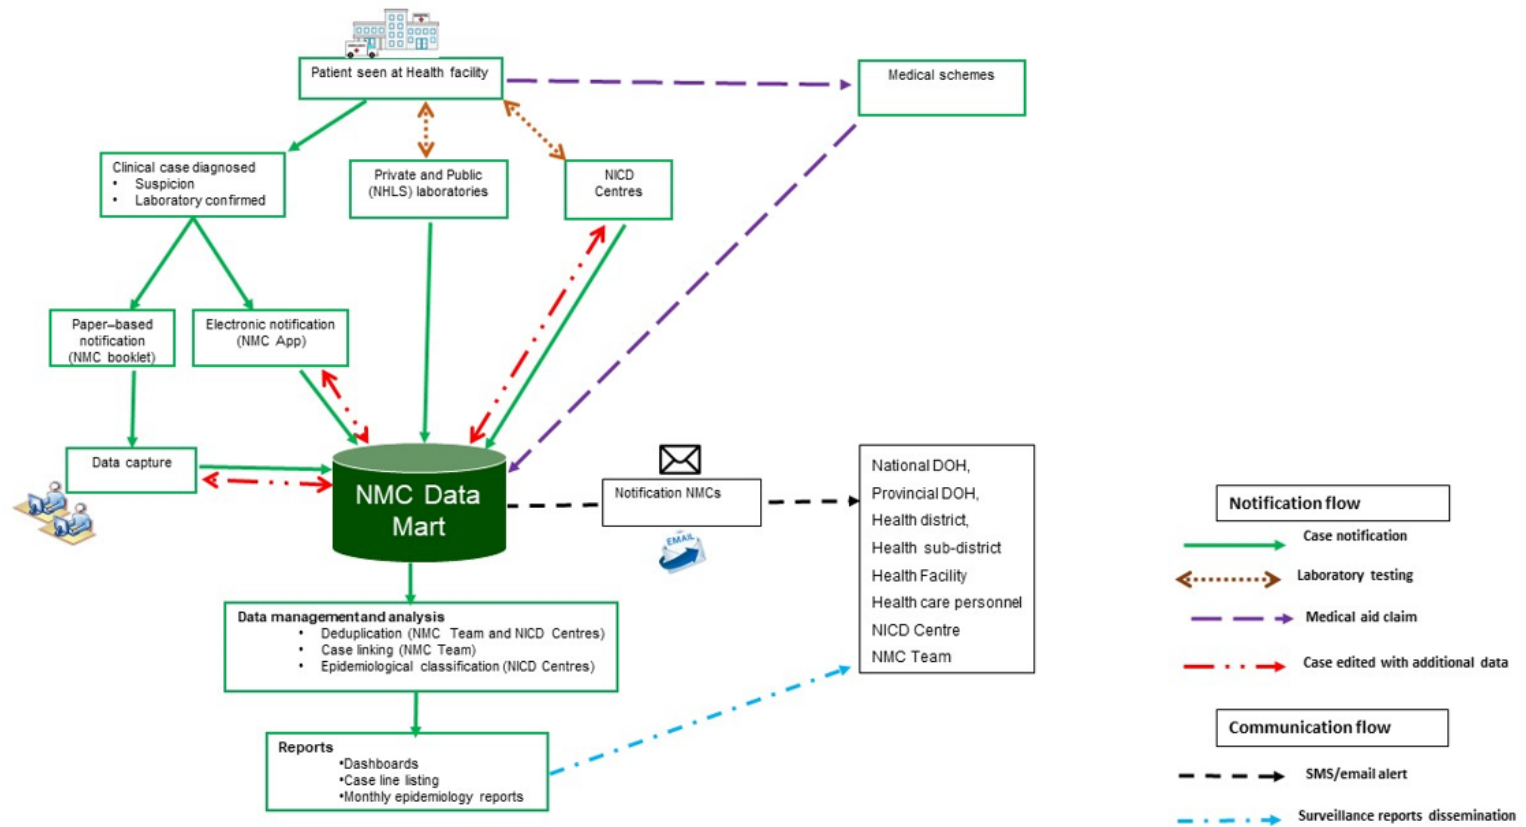 Patient seen at Health facility
Medical schemes
Clinical case diagnosed
• Suspicion
• Laboratory confirmed
Private and Public
(NHLS) laboratories
NICD
Centres
Paper–based
notification
(NMC booklet)
Electronic notification
(NMC App)
Data capture
NMC Data
Mart
Notification NMCs
EMAIL
National DOH,
Provincial DOH,
Health district,
Health sub-district
Health Facility
Health care personnel
NICD Centre
NMC Team
Data management and analysis
• Deduplication (NMC Team and NICD Centres)
• Case linking (NMC Team)
• Epidemiological classification (NICD Centres)
Reports
•Dashboards
•Case line listing
•Monthly epidemiology reports
Notification flow
Case notification
Laboratory testing
Medical aid claim
Case edited with additional data
Communication flow
SMS/email alert
Surveillance reports dissemination